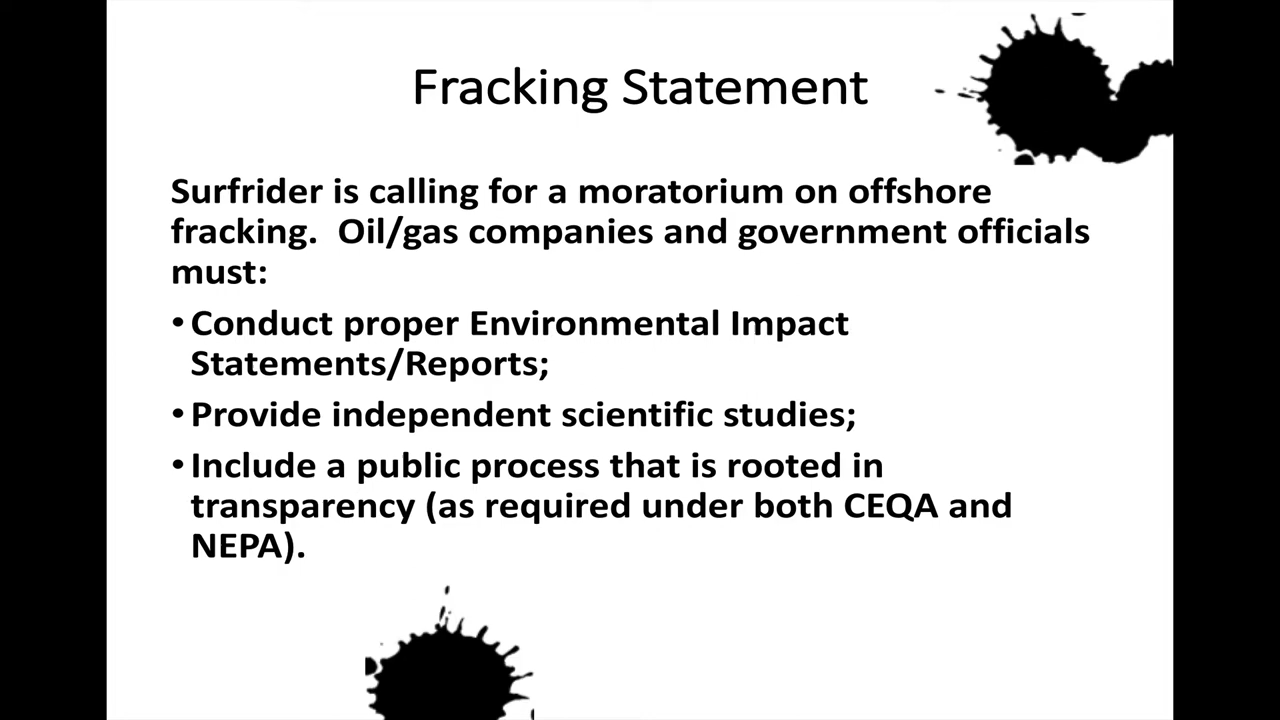 Fracking Statement
Surfrider is calling for a moratorium on offshore
fracking.  Oil/gas companies and government officials
must:
• Conduct proper Environmental Impact
Statements/Reports;
• Provide independent scientific studies;
• Include a public process that is rooted in
transparency (as required under both CEQA and
NEPA).